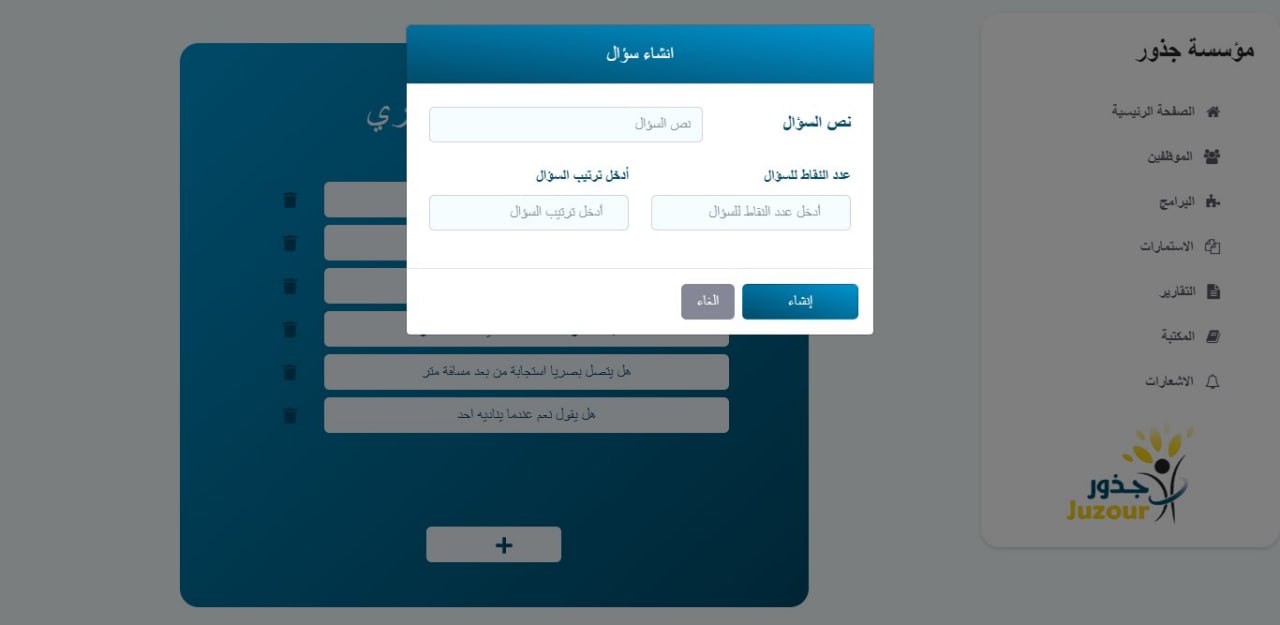 مؤسسة جذور
الصفحة الرئيسية
الموظفين
البرامج
الاستمارات
التقارير
المكتبة
الاشعارات
جذور
Juzour
انشاء سؤال
نص السؤال
نص السؤال
عدد النقاط للسؤال
أدخل ترتيب السؤال
أدخل عدد النقاط للسؤال
أدخل ترتيب السؤال
إنشاء
الغاء
هل يتصل بصريا استجابة من بعد مسافة متر
هل يقول نعم عندما يناديه احد
+